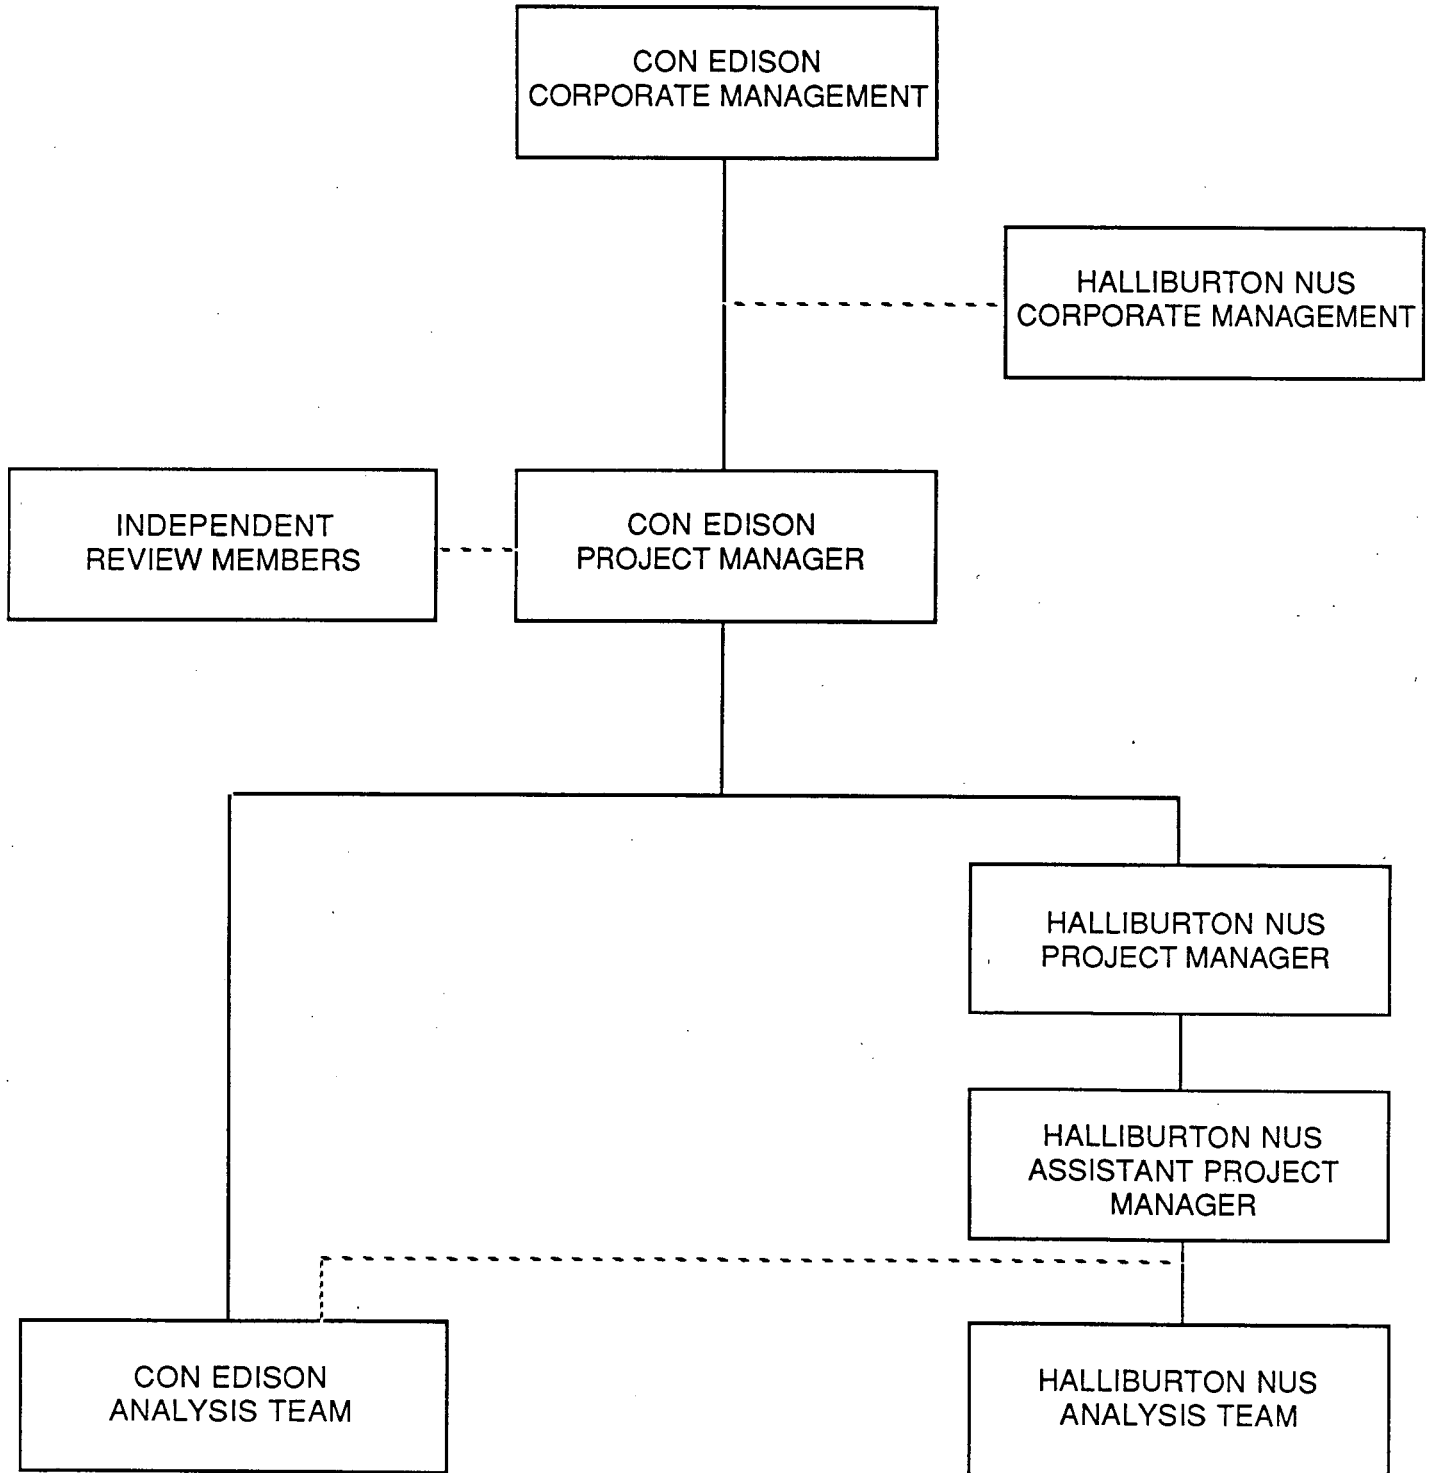 CON EDISON
CORPORATE MANAGEMENT
HALLIBURTON NUS
CORPORATE MANAGEMENT
INDEPENDENT
REVIEW MEMBERS
CON EDISON
PROJECT MANAGER
HALLIBURTON NUS
PROJECT MANAGER
HALLIBURTON NUS
ASSISTANT PROJECT
MANAGER
CON EDISON
ANALYSIS TEAM
HALLIBURTON NUS
ANALYSIS TEAM